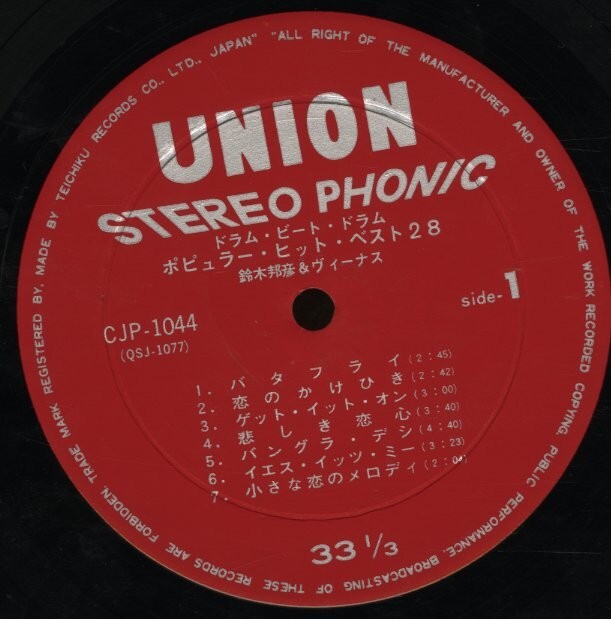 TRADE MARK REGISTERED BY, MADE BY TEICHIKU RECORDS CO., LTD., JAPAN" "ALL RIGHT OF THE MANUFACTURER AND OWNER OF THE WORK RECORDED COPYING, PUBLIC PERFORMANCE, BROADCASTING OF THESE RECORDS ARE FORBIDDEN.
UNION
STEREO PHONIC
ドラム・ビート・ドラム
ポピュラー・ヒット・ベスト28
鈴木邦彦&ヴィーナス
CJP-1044
(QSJ-1077)
side-1
1. バタフライ(2:45)
2. 恋のかけひき(2:42)
3. ゲット・イット・オン(3:00)
4. 悲しき恋心(3:40)
5. バングラ・デシ(4:40)
6. イエス・イッツ・ミー(3:23)
7. 小さな恋のメロディ(2:04)
33 1/3